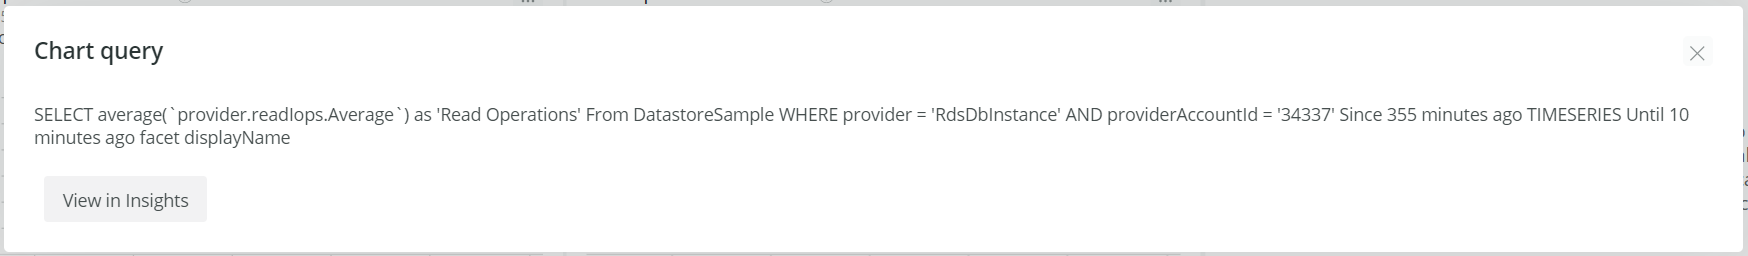 Chart query
SELECT average(`provider.readIops.Average`) as 'Read Operations' From DatastoreSample WHERE provider = 'RdsDbInstance' AND providerAccountId = '34337' Since 355 minutes ago TIMESERIES Until 10
minutes ago facet displayName
View in Insights